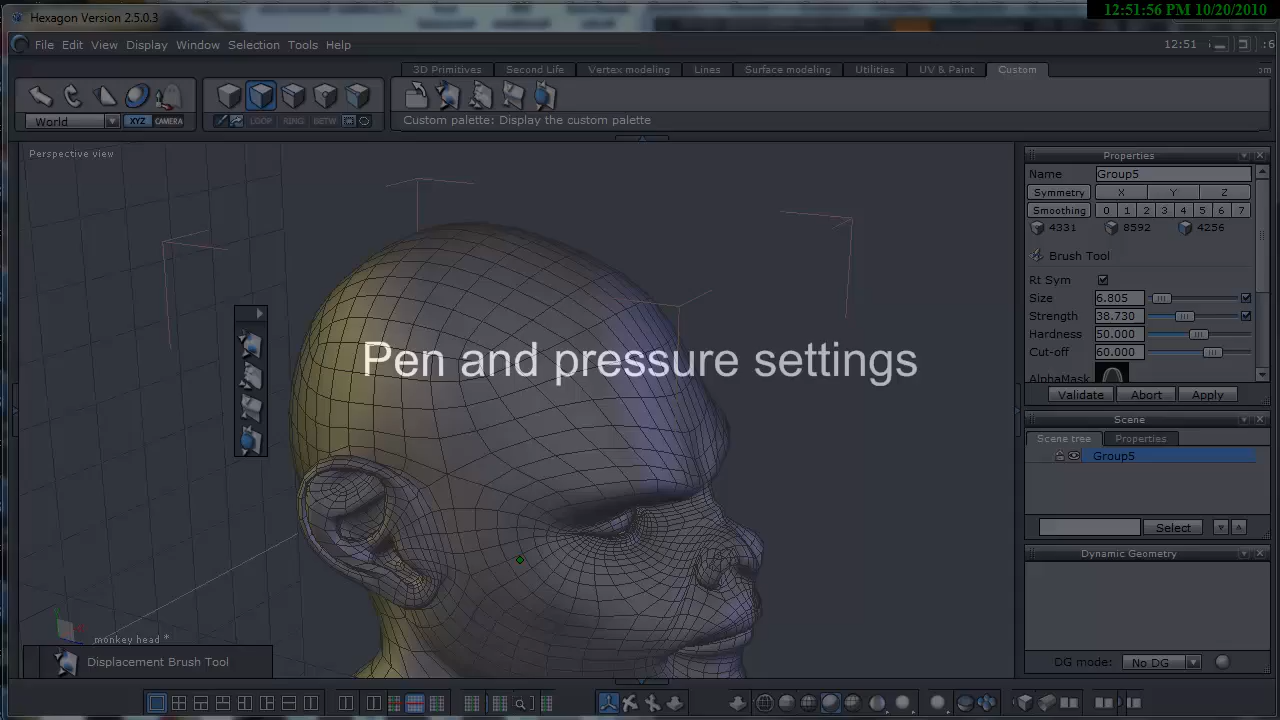 12:51:56 PM 10/20/2010
Hexagon Version 2.5.0.3
File Edit View Display Window Selection Tools Help
12:51
3D Primitives Second Life Vertex modeling Lines Surface modeling Utilities UV & Paint Custom
World XYZ CAMERA LOOP RING BETW
Custom palette: Display the custom palette
Perspective view
Properties
Name Group5
Symmetry X Y Z
Smoothing 0 1 2 3 4 5 6 7
4331 8592 4256
Brush Tool
Rt Sym
Size 6.805
Strength 38.730
Hardness 50.000
Cut-off 60.000
AlphaMask
Validate Abort Apply
Pen and pressure settings
Scene
Scene tree Properties
Group5
Select
Dynamic Geometry
monkey head *
Displacement Brush Tool
DG mode: No DG